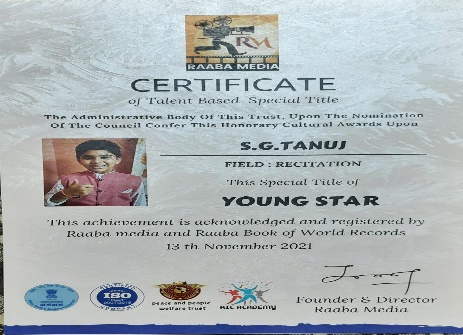 RM
RAABA MEDIA
CERTIFICATE
of Talent Based Special Title
The Administrative Body Of This Trust, Upon The Nomination
Of The Council Confer This Honorary Cultural Awards Upon
S.G.TANUJ
FIELD : RECITATION
This Special Title of
YOUNG STAR
This achievement is acknowledged and registered by
Raaba media and Raaba Book of World Records
13 th November 2021
ISO
peace and people
welfare trust
ACADEMY
Founder & Director
Raaba Media